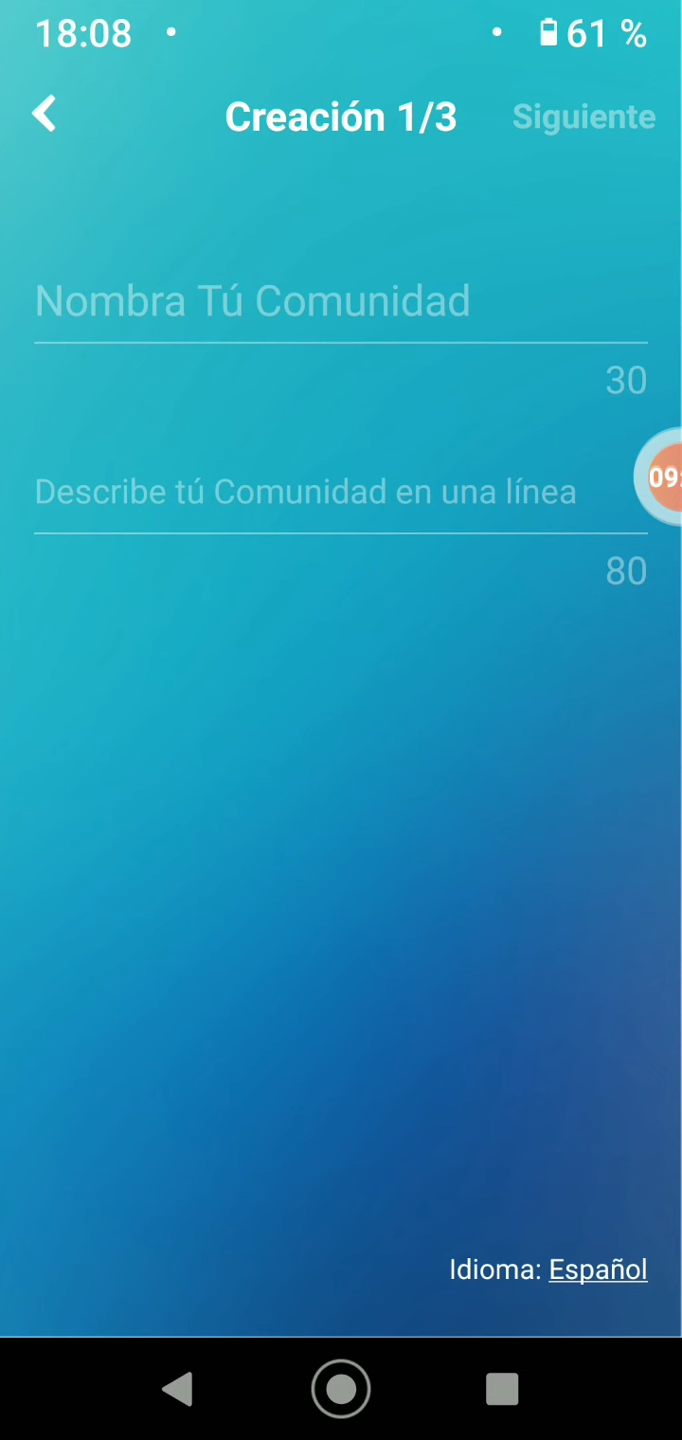 18:08 61 %
Creación 1/3 Siguiente
Nombra Tú Comunidad
30
09:
Describe tú Comunidad en una línea
80
Idioma: Español